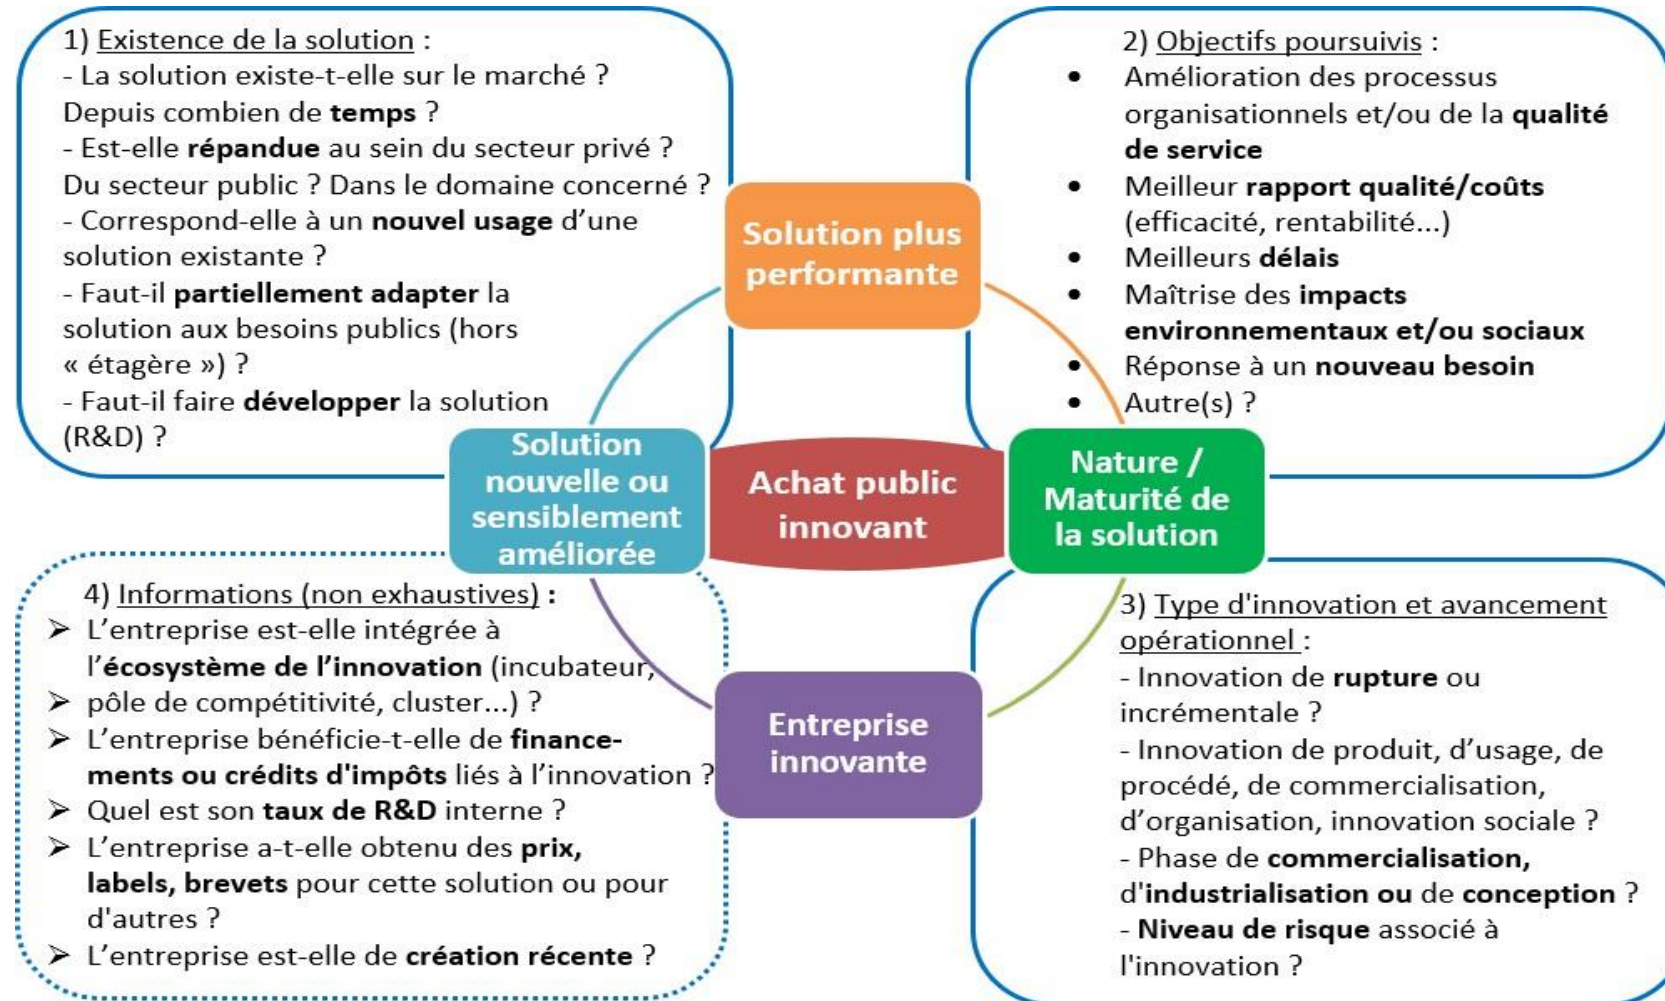 1) Existence de la solution :
- La solution existe-t-elle sur le marché ?
Depuis combien de temps ?
- Est-elle répandue au sein du secteur privé ?
Du secteur public ? Dans le domaine concerné ?
- Correspond-elle à un nouvel usage d’une
solution existante ?
- Faut-il partiellement adapter la
solution aux besoins publics (hors
« étagère ») ?
- Faut-il faire développer la solution
(R&D) ?
2) Objectifs poursuivis :
• Amélioration des processus
organisationnels et/ou de la qualité
de service
• Meilleur rapport qualité/coûts
(efficacité, rentabilité...)
• Meilleurs délais
• Maîtrise des impacts
environnementaux et/ou sociaux
• Réponse à un nouveau besoin
• Autre(s) ?
Solution plus
performante
Solution
nouvelle ou
sensiblement
améliorée
Achat public
innovant
Nature /
Maturité de
la solution
Entreprise
innovante
4) Informations (non exhaustives) :
➢ L’entreprise est-elle intégrée à
l’écosystème de l’innovation (incubateur,
➢ pôle de compétitivité, cluster...) ?
➢ L’entreprise bénéficie-t-elle de finance-
ments ou crédits d'impôts liés à l’innovation ?
➢ Quel est son taux de R&D interne ?
➢ L’entreprise a-t-elle obtenu des prix,
labels, brevets pour cette solution ou pour
d'autres ?
➢ L’entreprise est-elle de création récente ?
3) Type d'innovation et avancement
opérationnel :
- Innovation de rupture ou
incrémentale ?
- Innovation de produit, d’usage, de
procédé, de commercialisation,
d’organisation, innovation sociale ?
- Phase de commercialisation,
d'industrialisation ou de conception ?
- Niveau de risque associé à
l'innovation ?